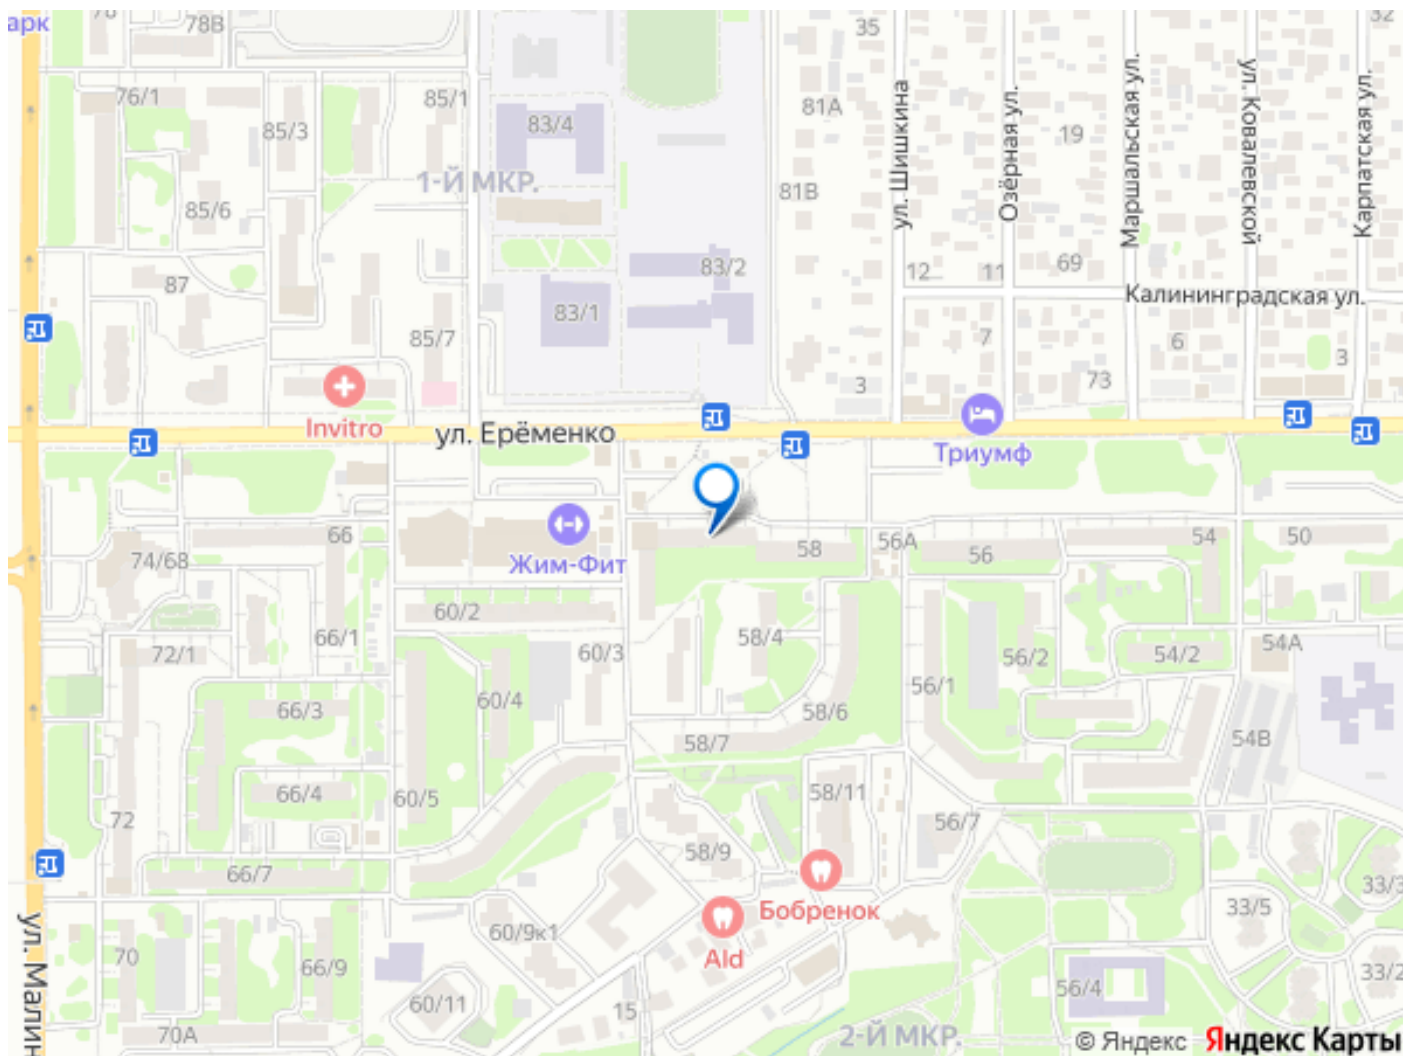 арк
78
78В
35
32
76/1
85/1
85/3
83/4
81А
19
ул. Шишкина
Озёрная ул.
Маршальская ул.
ул. Ковалевской
Карпатская ул.
1-Й МКР.
81В
85/6
83/2
12
11
69
87
Калининградская ул.
83/1
85/7
7
6
3
3
73
Invitro
ул. Ерёменко
Триумф
66
74/68
Жим-Фит
58
56А
56
54
50
60/2
66/1
72/1
60/3
58/4
56/2
54/2
54А
66/3
60/4
58/6
56/1
58/7
54В
66/4
60/5
58/11
72
56/7
58/9
66/7
33/3
Бобренок
33/5
ул. Малин
60/9к1
Ald
70
66/9
33/2
60/11
15
56/4
70А
2-Й МКР.
© Яндекс Яндекс Карты